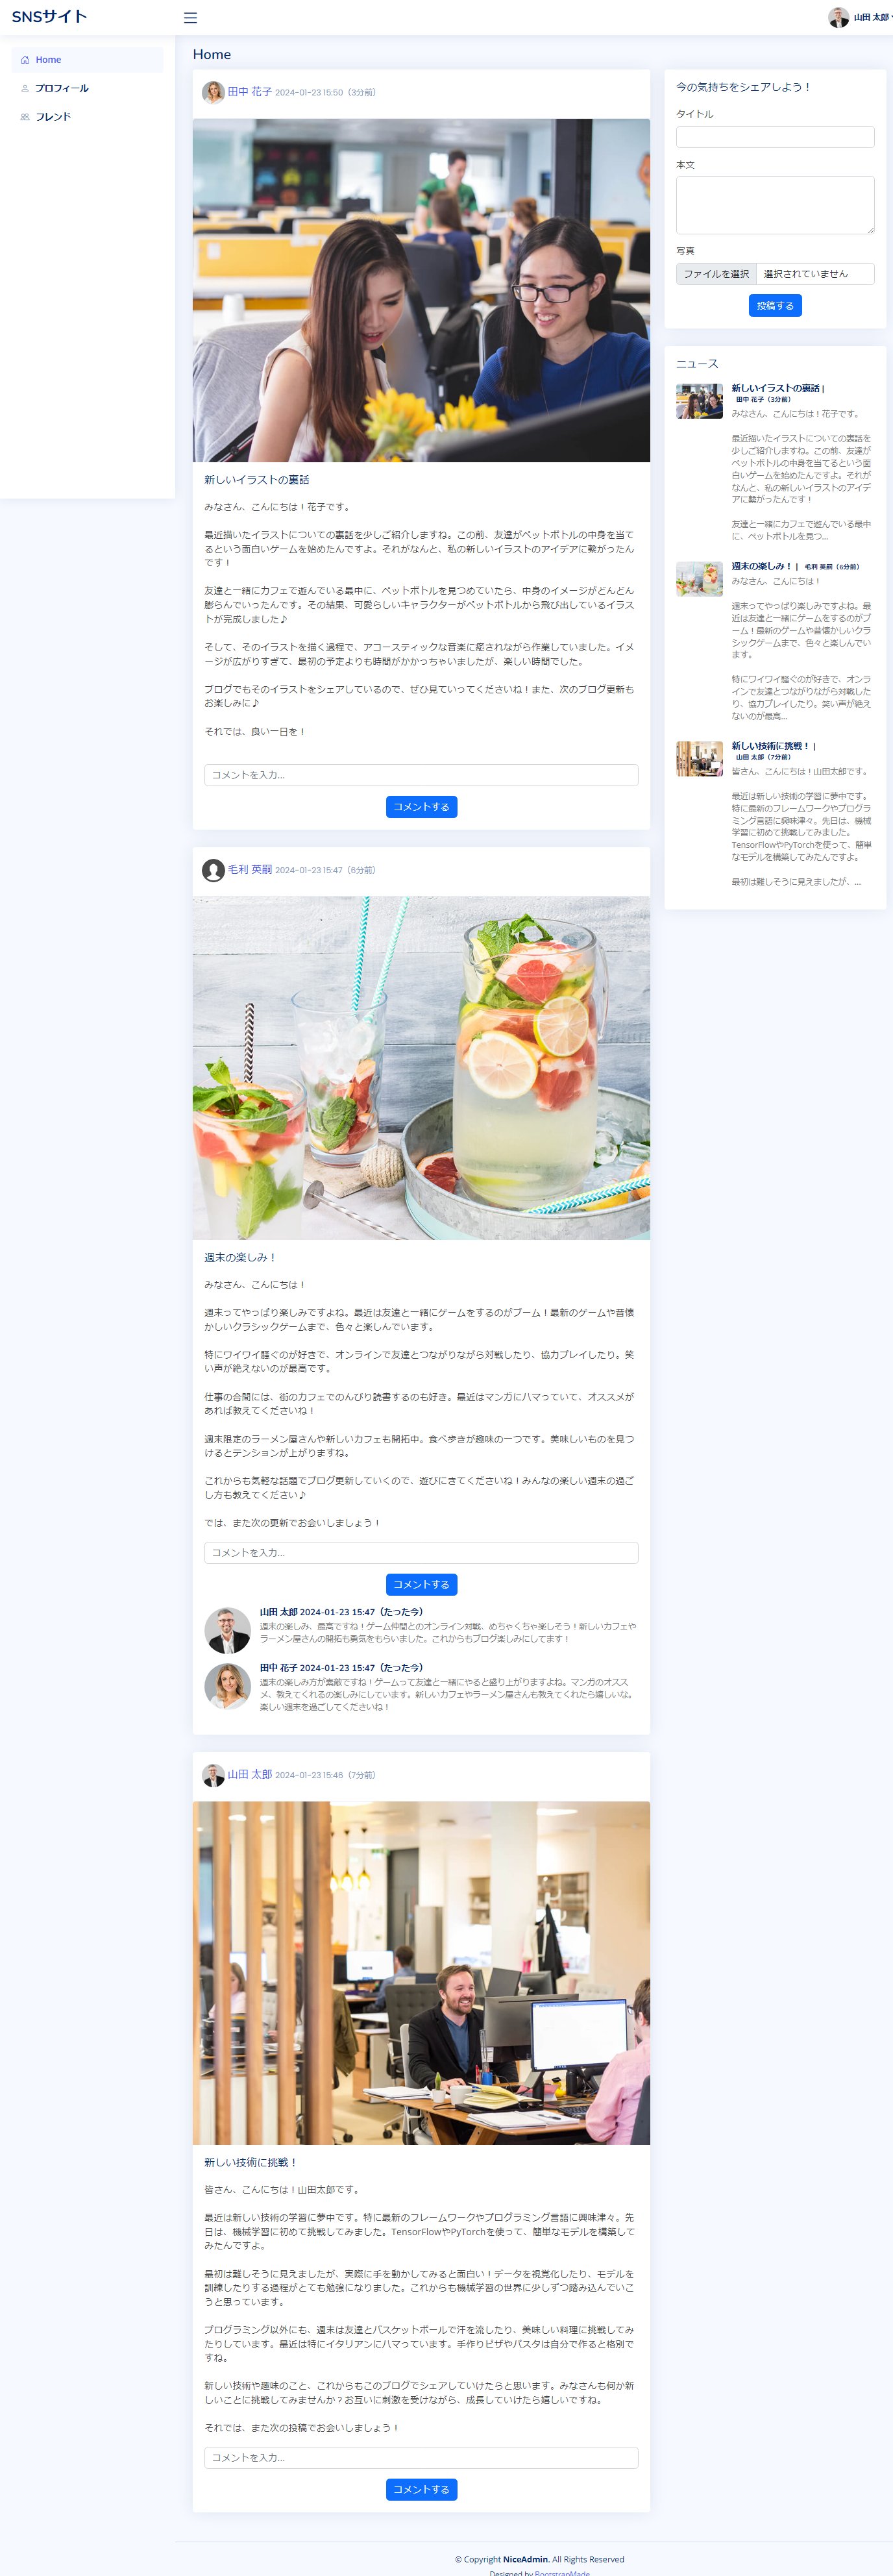 SNSサイト
山田 太郎
Home
プロフィール
フレンド
Home
田中 花子 2024-01-23 15:50（3分前）
新しいイラストの裏話
みなさん、こんにちは！花子です。
最近描いたイラストについての裏話を少しご紹介しますね。この前、友達がペットボトルの中身を当て
るという面白いゲームを始めたんですよ。それがなんと、私の新しいイラストのアイデアに繋がったんで
す！
友達と一緒にカフェで遊んでいる最中に、ペットボトルを見つめていたら、中身のイメージがどんどん
膨らんでいったんです。その結果、可愛らしいキャラクターがペットボトルから飛び出しているイラス
トが完成しました♪
そして、そのイラストを描く過程で、アコースティックな音楽に癒されながら作業していました。イメ
ージが広がりすぎて、最初の予定よりも時間がかかっちゃいましたが、楽しい時間でした。
ブログでもそのイラストをシェアしているので、ぜひ見ていってくださいね！また、次のブログ更新も
お楽しみに♪
それでは、良い一日を！
コメントを入力...
コメントする
毛利 英嗣 2024-01-23 15:47（6分前）
週末の楽しみ！
みなさん、こんにちは！
週末ってやっぱり楽しみですよね。最近は友達と一緒にゲームをするのがブーム！最新のゲームや昔懐
かしいクラシックゲームまで、色々と楽しんでいます。
特にワイワイ騒ぐのが好きで、オンラインで友達とつながりながら対戦したり、協力プレイしたり。笑
い声が絶えないのが最高です。
仕事の合間には、街のカフェでのんびり読書するのも好き。最近はマンガにハマっていて、オススメが
あれば教えてくださいね！
週末限定のラーメン屋さんや新しいカフェも開拓中。食べ歩きが趣味の一つです。美味しいものを見つ
けるとテンションが上がりますね。
これからも気軽な話題でブログ更新していくので、遊びにきてくださいね！みんなの楽しい週末の過ご
し方も教えてください♪
では、また次の更新でお会いしましょう！
コメントを入力...
コメントする
山田 太郎 2024-01-23 15:47（たった今）
週末の楽しみ、最高ですね！ゲーム仲間とのオンライン対戦、めちゃくちゃ楽しそう！新しいカフェや
ラーメン屋さんの開拓も勇気をもらいました。これからもブログ楽しみにしてます！
田中 花子 2024-01-23 15:47（たった今）
週末の楽しみ方が素敵ですね！ゲームって友達と一緒にやると盛り上がりますよね。マンガのオスス
メ、教えてくれるの楽しみにしています。新しいカフェやラーメン屋さんも教えてくれたら嬉しいな。
楽しい週末を過ごしてくださいね！
山田 太郎 2024-01-23 15:46（7分前）
新しい技術に挑戦！
皆さん、こんにちは！山田太郎です。
最近は新しい技術の学習に夢中です。特に最新のフレームワークやプログラミング言語に興味津々。先
日は、機械学習に初めて挑戦してみました。TensorFlowやPyTorchを使って、簡単なモデルを構築して
みたんですよ。
最初は難しそうに見えましたが、実際に手を動かしてみると面白い！データを視覚化したり、モデルを
訓練したりする過程がとても勉強になりました。これからも機械学習の世界に少しずつ踏み込んでいこ
うと思っています。
プログラミング以外にも、週末は友達とバスケットボールで汗を流したり、美味しい料理に挑戦してみ
たりしています。最近は特にイタリアンにハマっています。手作りピザやパスタは自分で作ると格別で
すね。
新しい技術や趣味のこと、これからもこのブログでシェアしていけたらと思います。みなさんも何か新
しいことに挑戦してみませんか？お互いに刺激を受けながら、成長していけたら嬉しいですね。
それでは、また次の投稿でお会いしましょう！
コメントを入力...
コメントする
今の気持ちをシェアしよう！
タイトル
本文
写真
ファイルを選択 選択されていません
投稿する
ニュース
新しいイラストの裏話 |
田中 花子（3分前）
みなさん、こんにちは！花子です。
最近描いたイラストについての裏話を
少しご紹介しますね。この前、友達が
ペットボトルの中身を当てるという面
白いゲームを始めたんですよ。それが
なんと、私の新しいイラストのアイデ
アに繋がったんです！
友達と一緒にカフェで遊んでいる最中
に、ペットボトルを見つ...
週末の楽しみ！ | 毛利 英嗣（6分前）
みなさん、こんにちは！
週末ってやっぱり楽しみですよね。最
近は友達と一緒にゲームをするのがブ
ーム！最新のゲームや昔懐かしいクラ
シックゲームまで、色々と楽しんでい
ます。
特にワイワイ騒ぐのが好きで、オンラ
インで友達とつながりながら対戦した
り、協力プレイしたり。笑い声が絶え
ないのが最高...
新しい技術に挑戦！ |
山田 太郎（7分前）
皆さん、こんにちは！山田太郎です。
最近は新しい技術の学習に夢中です。
特に最新のフレームワークやプログラ
ミング言語に興味津々。先日は、機械
学習に初めて挑戦してみました。
TensorFlowやPyTorchを使って、簡単
なモデルを構築してみたんですよ。
最初は難しそうに見えましたが、...
© Copyright NiceAdmin. All Rights Reserved
Designed by BootstrapMade